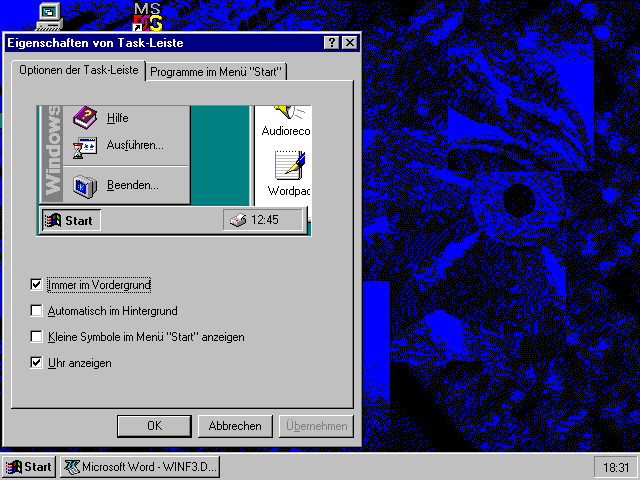 MS
Eigenschaften von Task-Leiste
Optionen der Task-Leiste
Programme im Menü "Start"
Windows
Hilfe
Ausführen...
Beenden...
Audioreco
Wordpad
Start
12:45
Immer im Vordergrund
Automatisch im Hintergrund
Kleine Symbole im Menü "Start" anzeigen
Uhr anzeigen
OK
Abbrechen
Übernehmen
Start
Microsoft Word - WINF3.D...
18:31